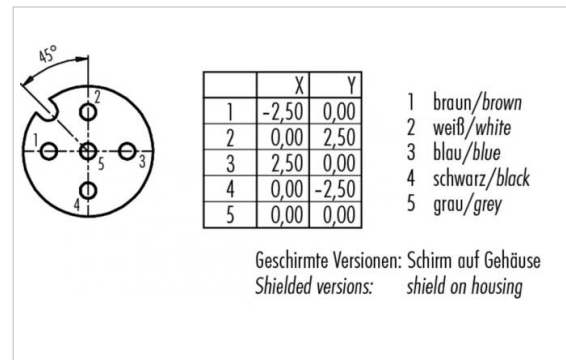 45°
2
1
3
5
4
X Y
1 -2,50 0,00
2 0,00 2,50
3 2,50 0,00
4 0,00 -2,50
5 0,00 0,00
1 braun/brown
2 weiß/white
3 blau/blue
4 schwarz/black
5 grau/grey
Geschirmte Versionen: Schirm auf Gehäuse
Shielded versions: shield on housing